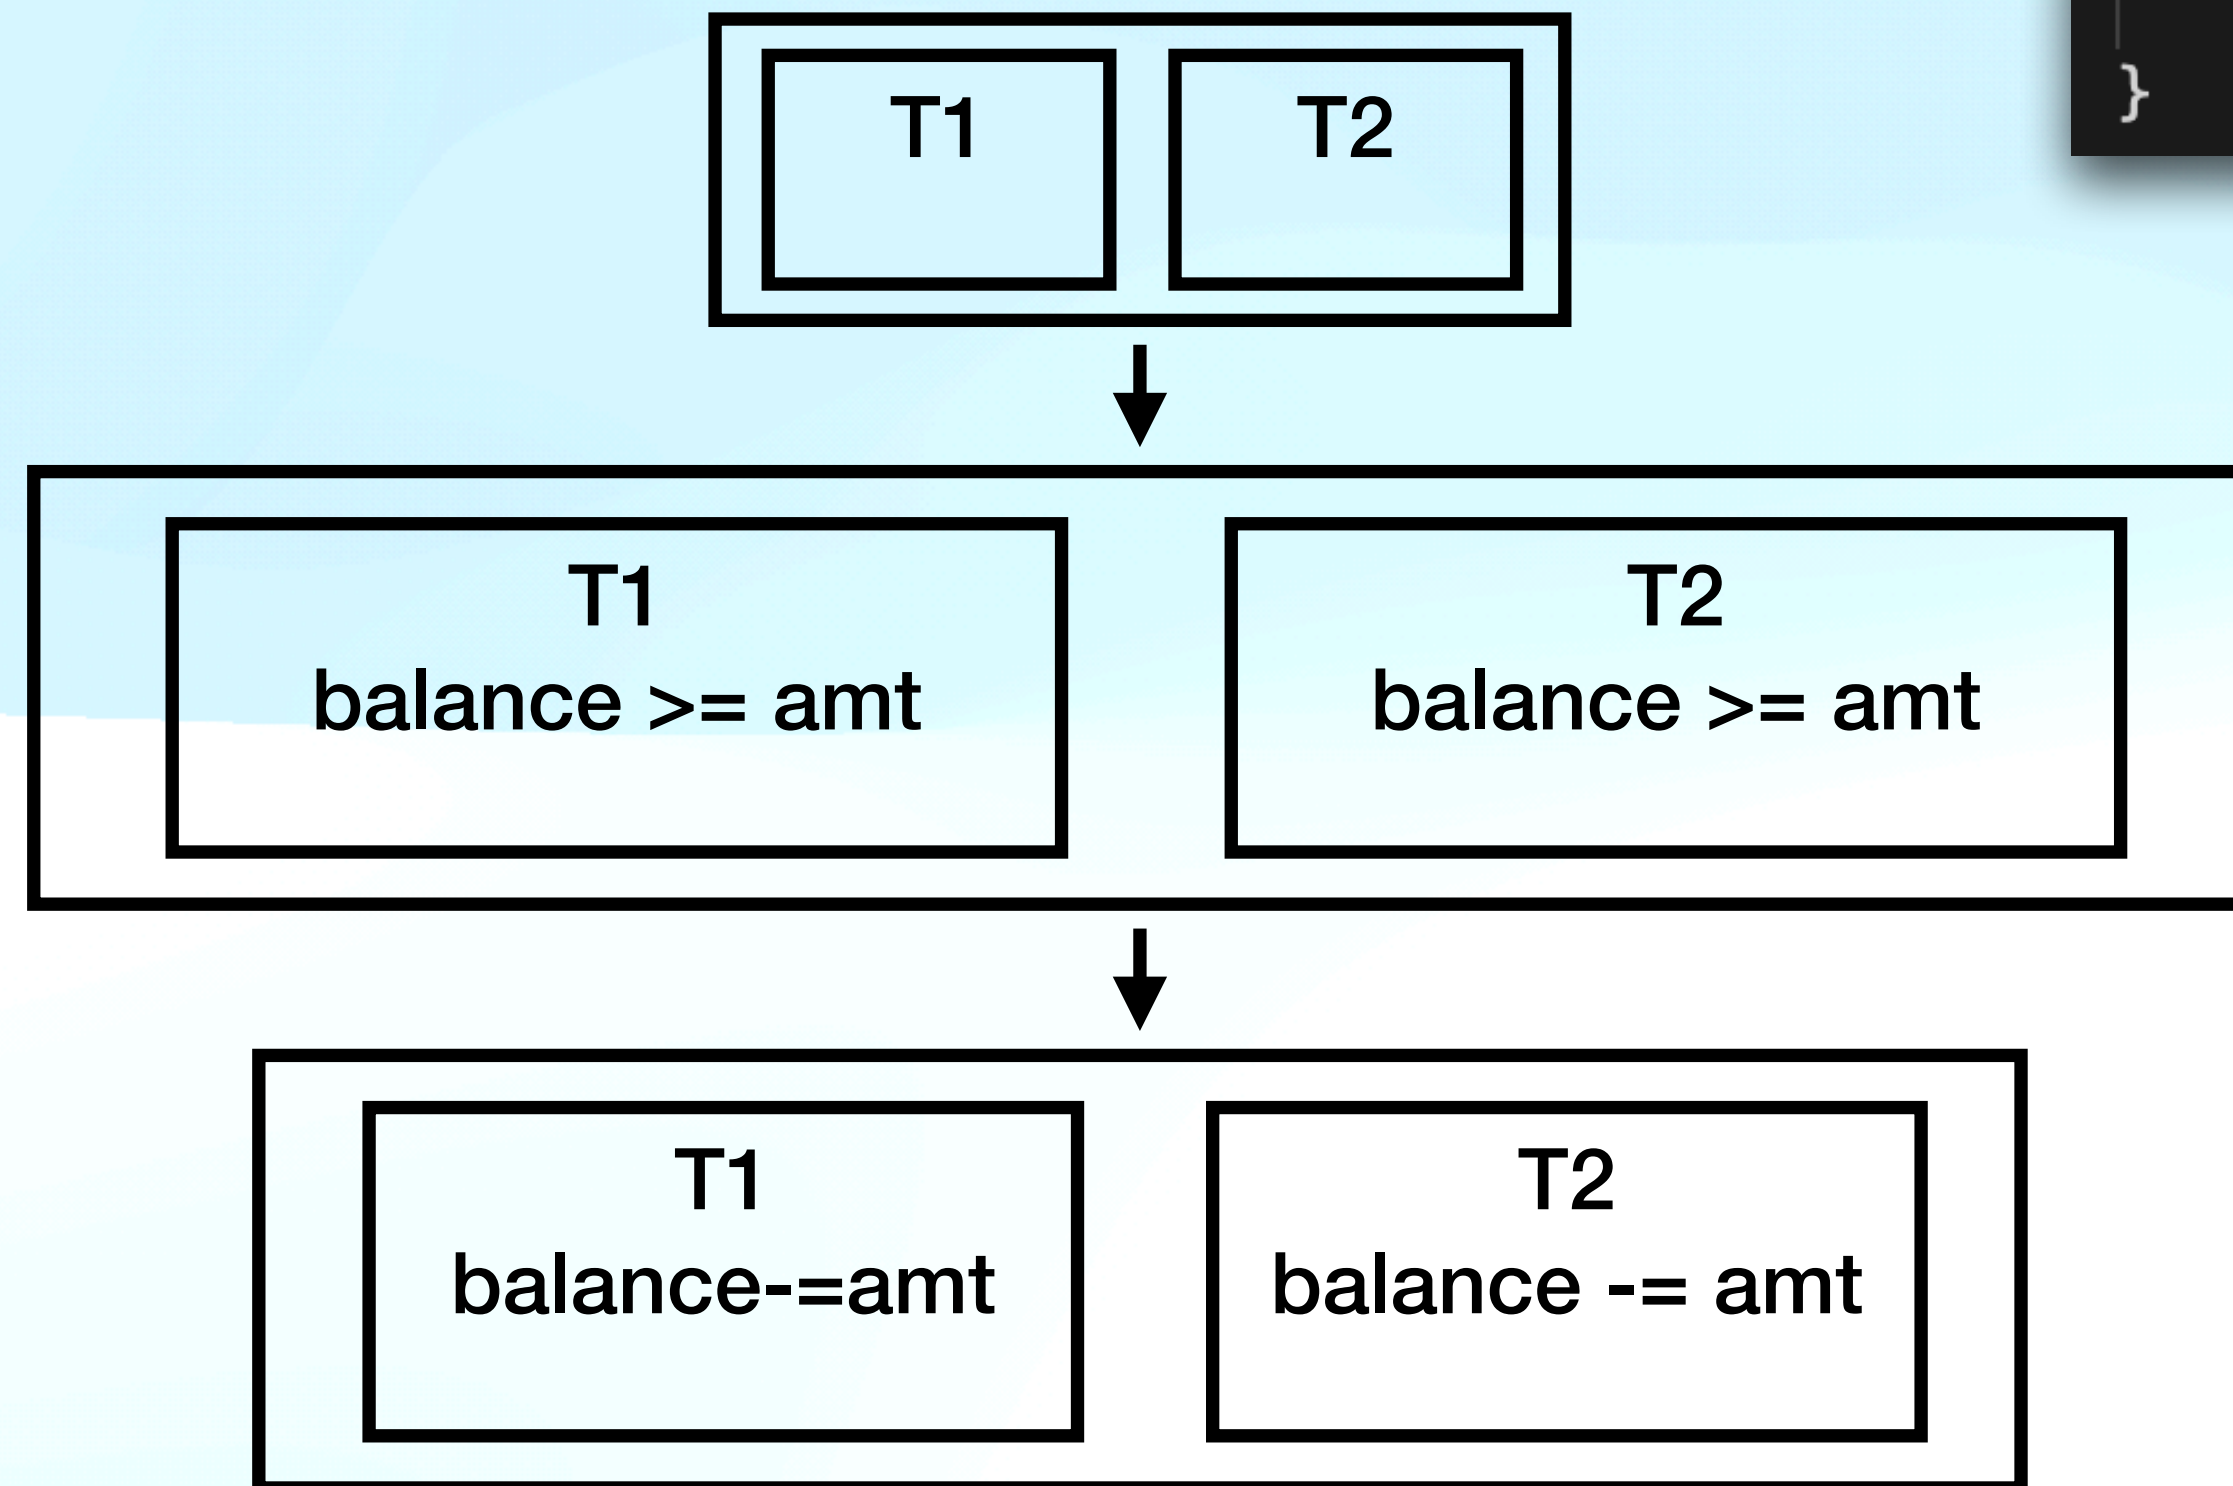 T1
T2
}
T1
balance >= amt
T2
balance >= amt
T1
balance-=amt
T2
balance -= amt